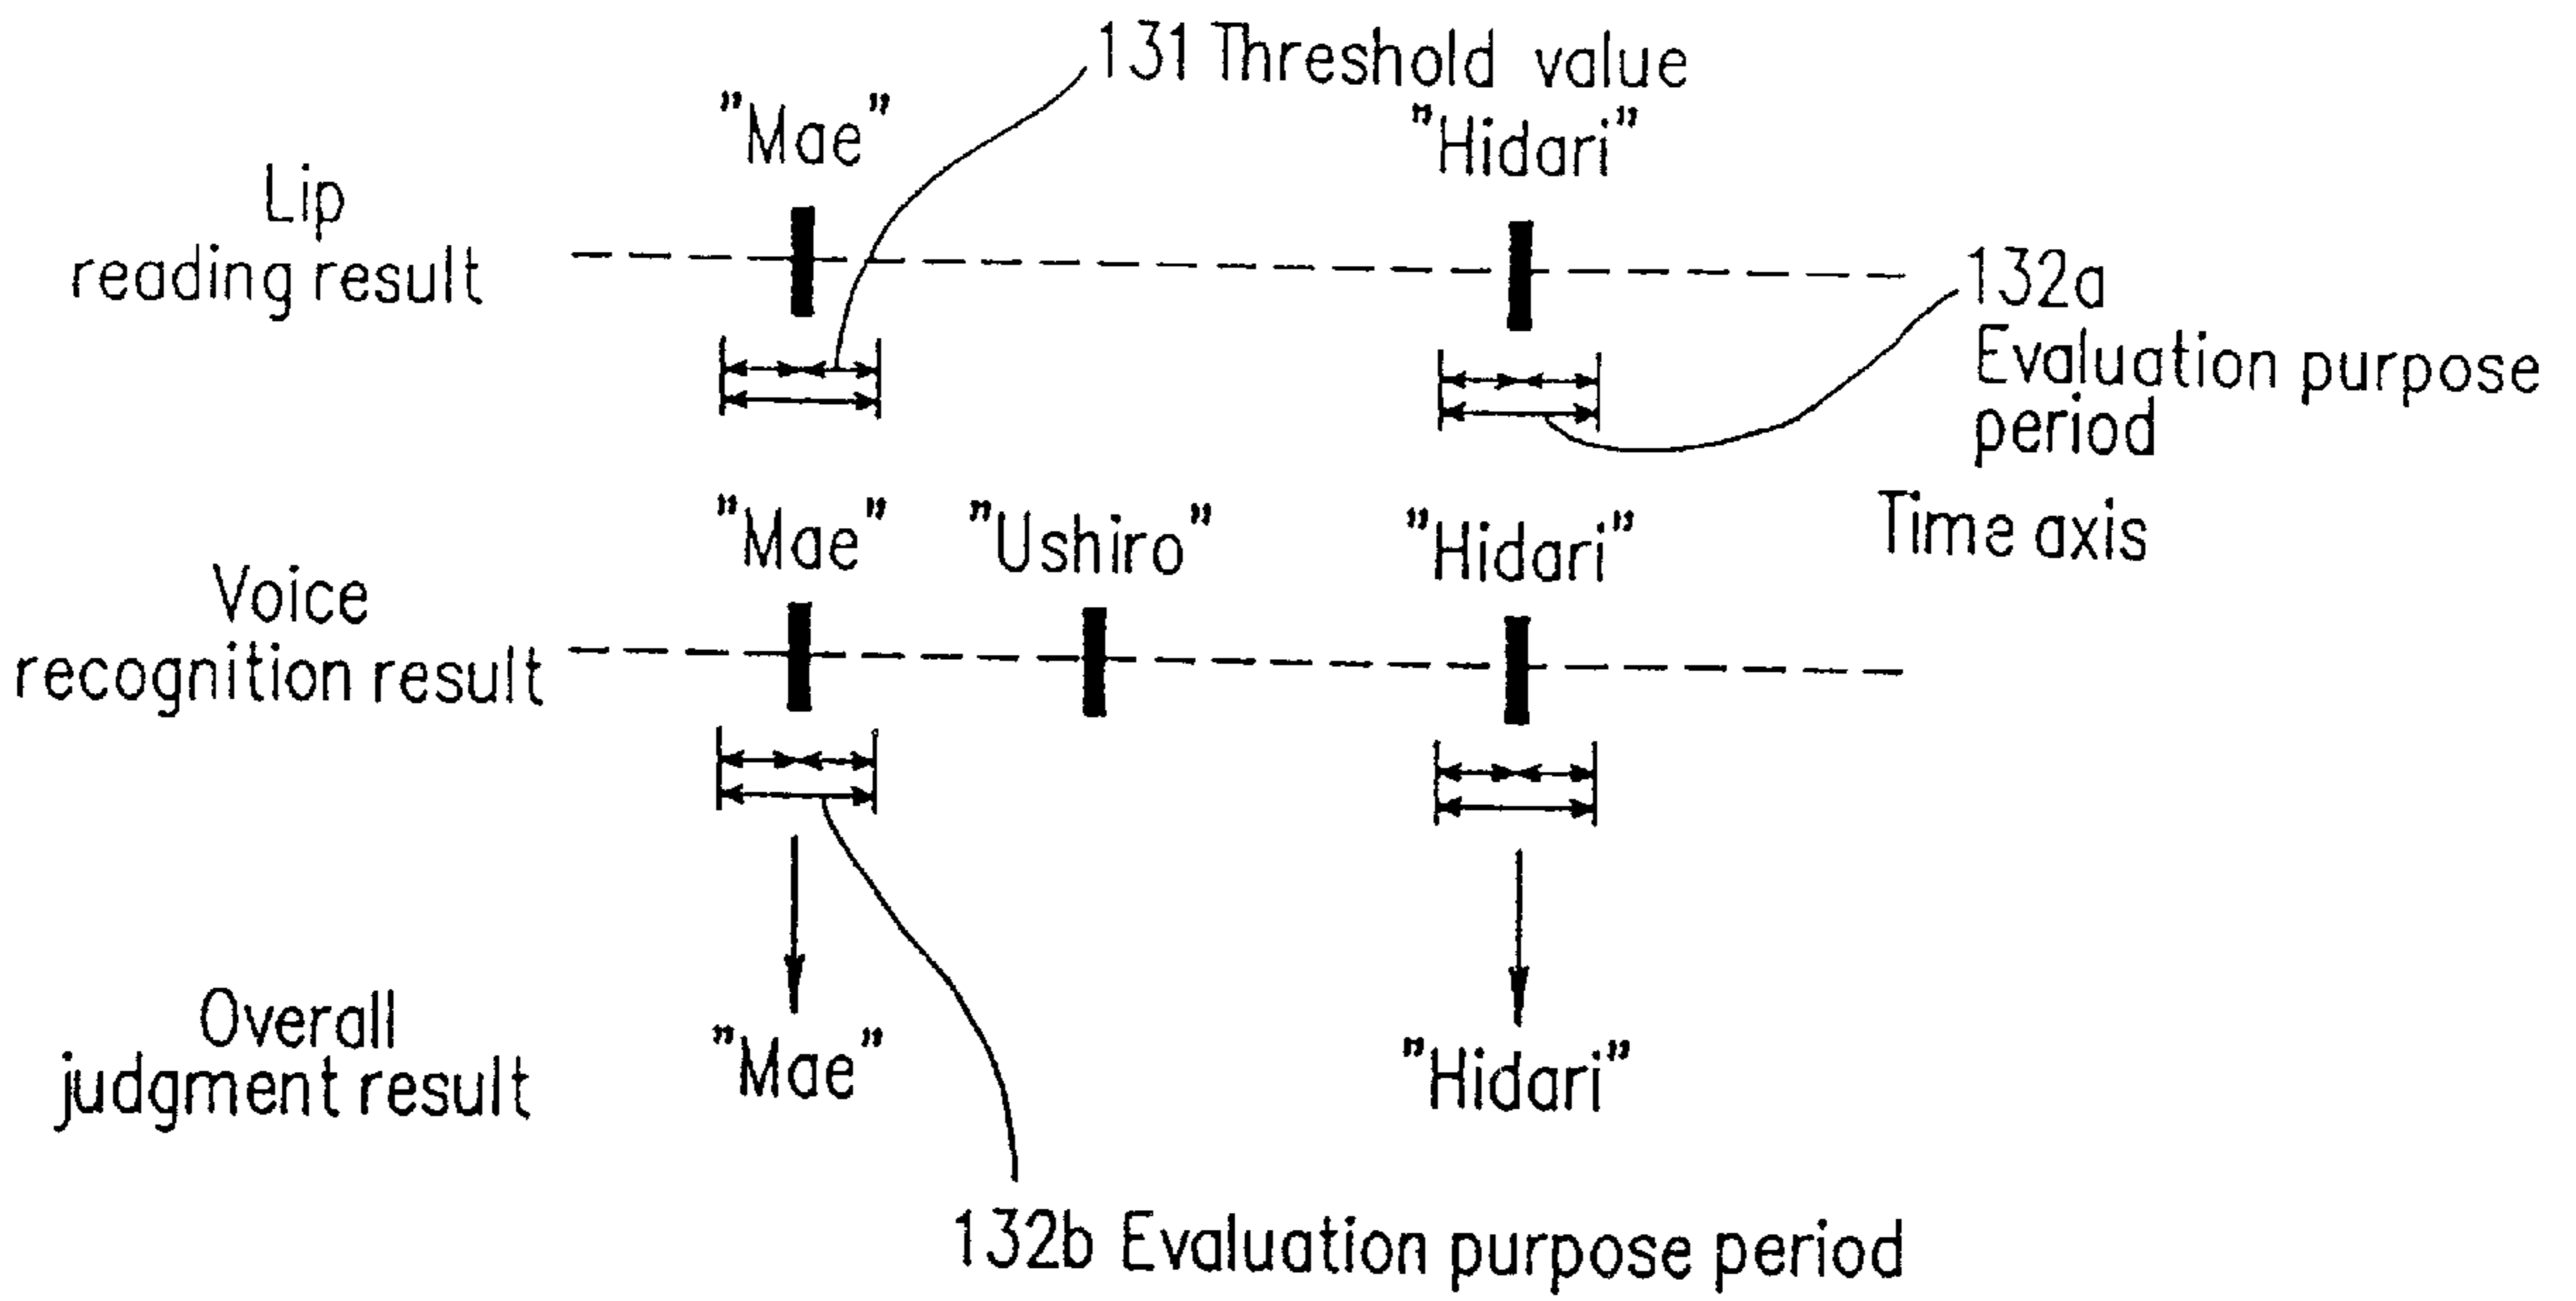 131 Threshold value
"Mae"
"Hidari"
Lip
reading result
132a
Evaluation purpose
period
Time axis
"Mae"
"Ushiro"
"Hidari"
Voice
recognition result
Overall
judgment result
"Mae"
"Hidari"
132b Evaluation purpose period